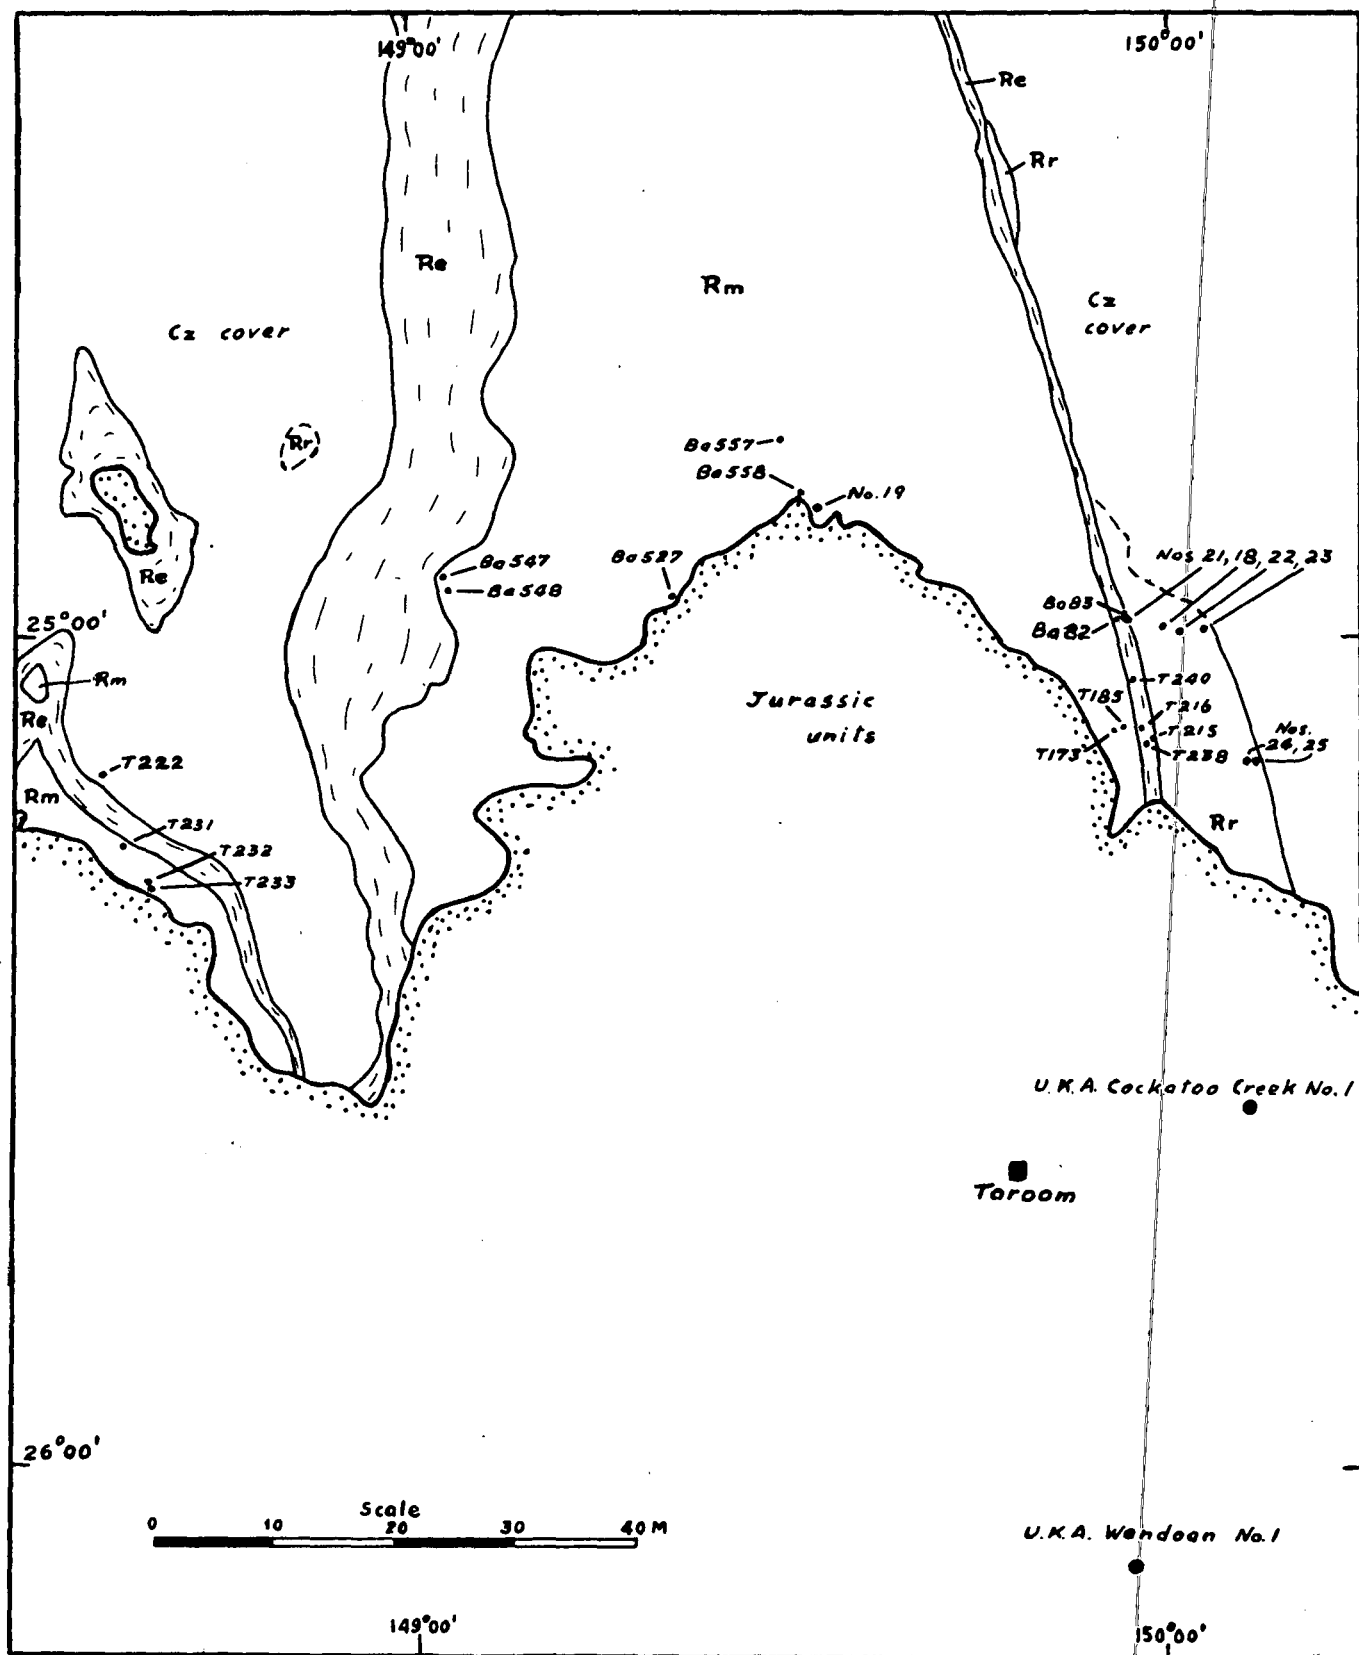 149°00'
150°00'
Re
Rr
Re
Rm
Cz cover
Cz
cover
Rr
Ba557
Ba558
No.19
Re
Ba547
Ba548
Ba527
Nos 21,18,22,23
Ba83
Ba82
25°00'
Rm
Re
T240
T185
T216
T215
T173
T238
Nos.
24,25
Jurassic
units
T222
Rm
T231
T232
T233
Rr
U.K.A. Cockatoo Creek No.1
Taroom
26°00'
Scale
0 10 20 30 40 M
U.K.A. Wandoan No.1
149°00'
150°00'